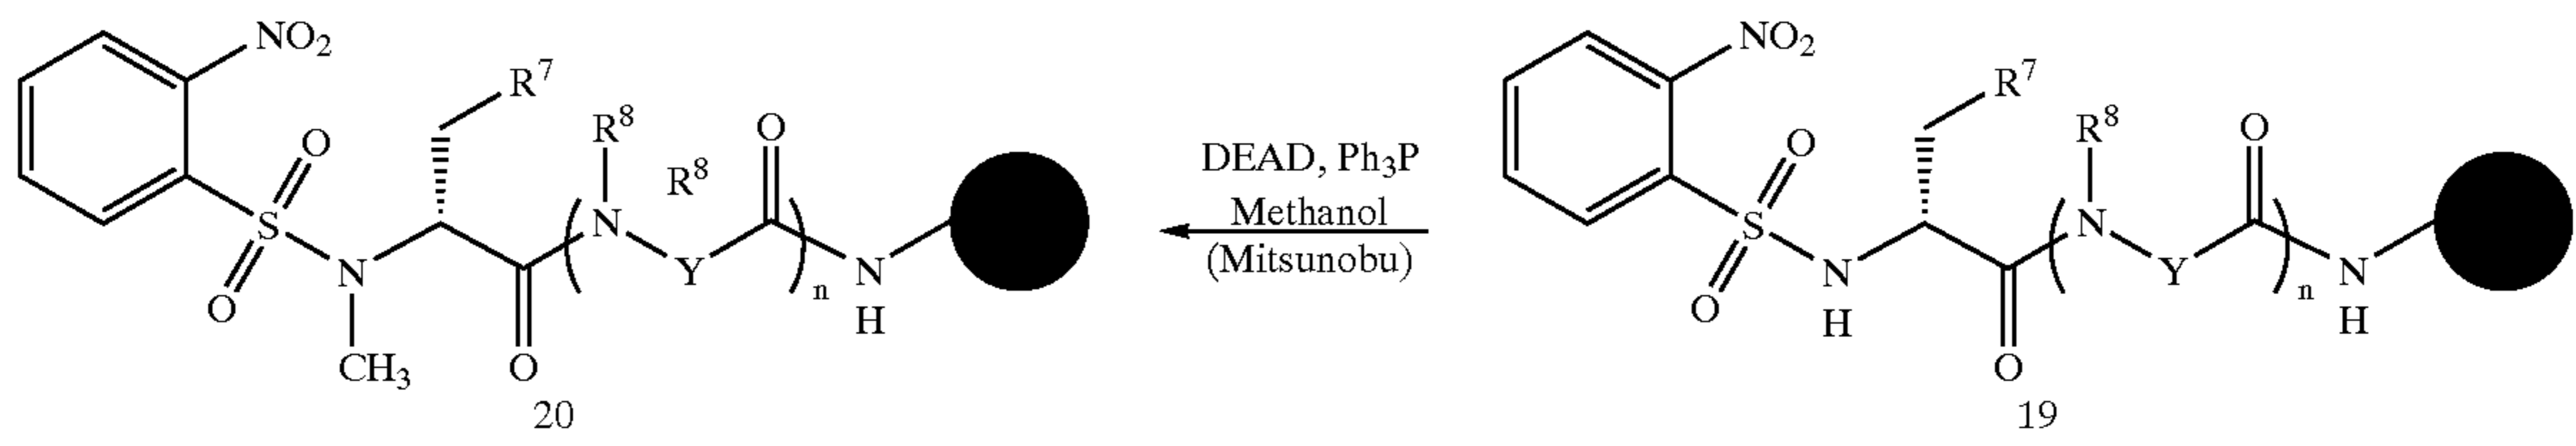 NO₂
R⁷
R⁸
R⁸
O
O
S
O
N
CH₃
O
N
Y
n
N
H
20
DEAD, Ph₃P
Methanol
(Mitsunobu)
NO₂
R⁷
R⁸
O
O
S
O
N
H
O
N
Y
n
N
H
19